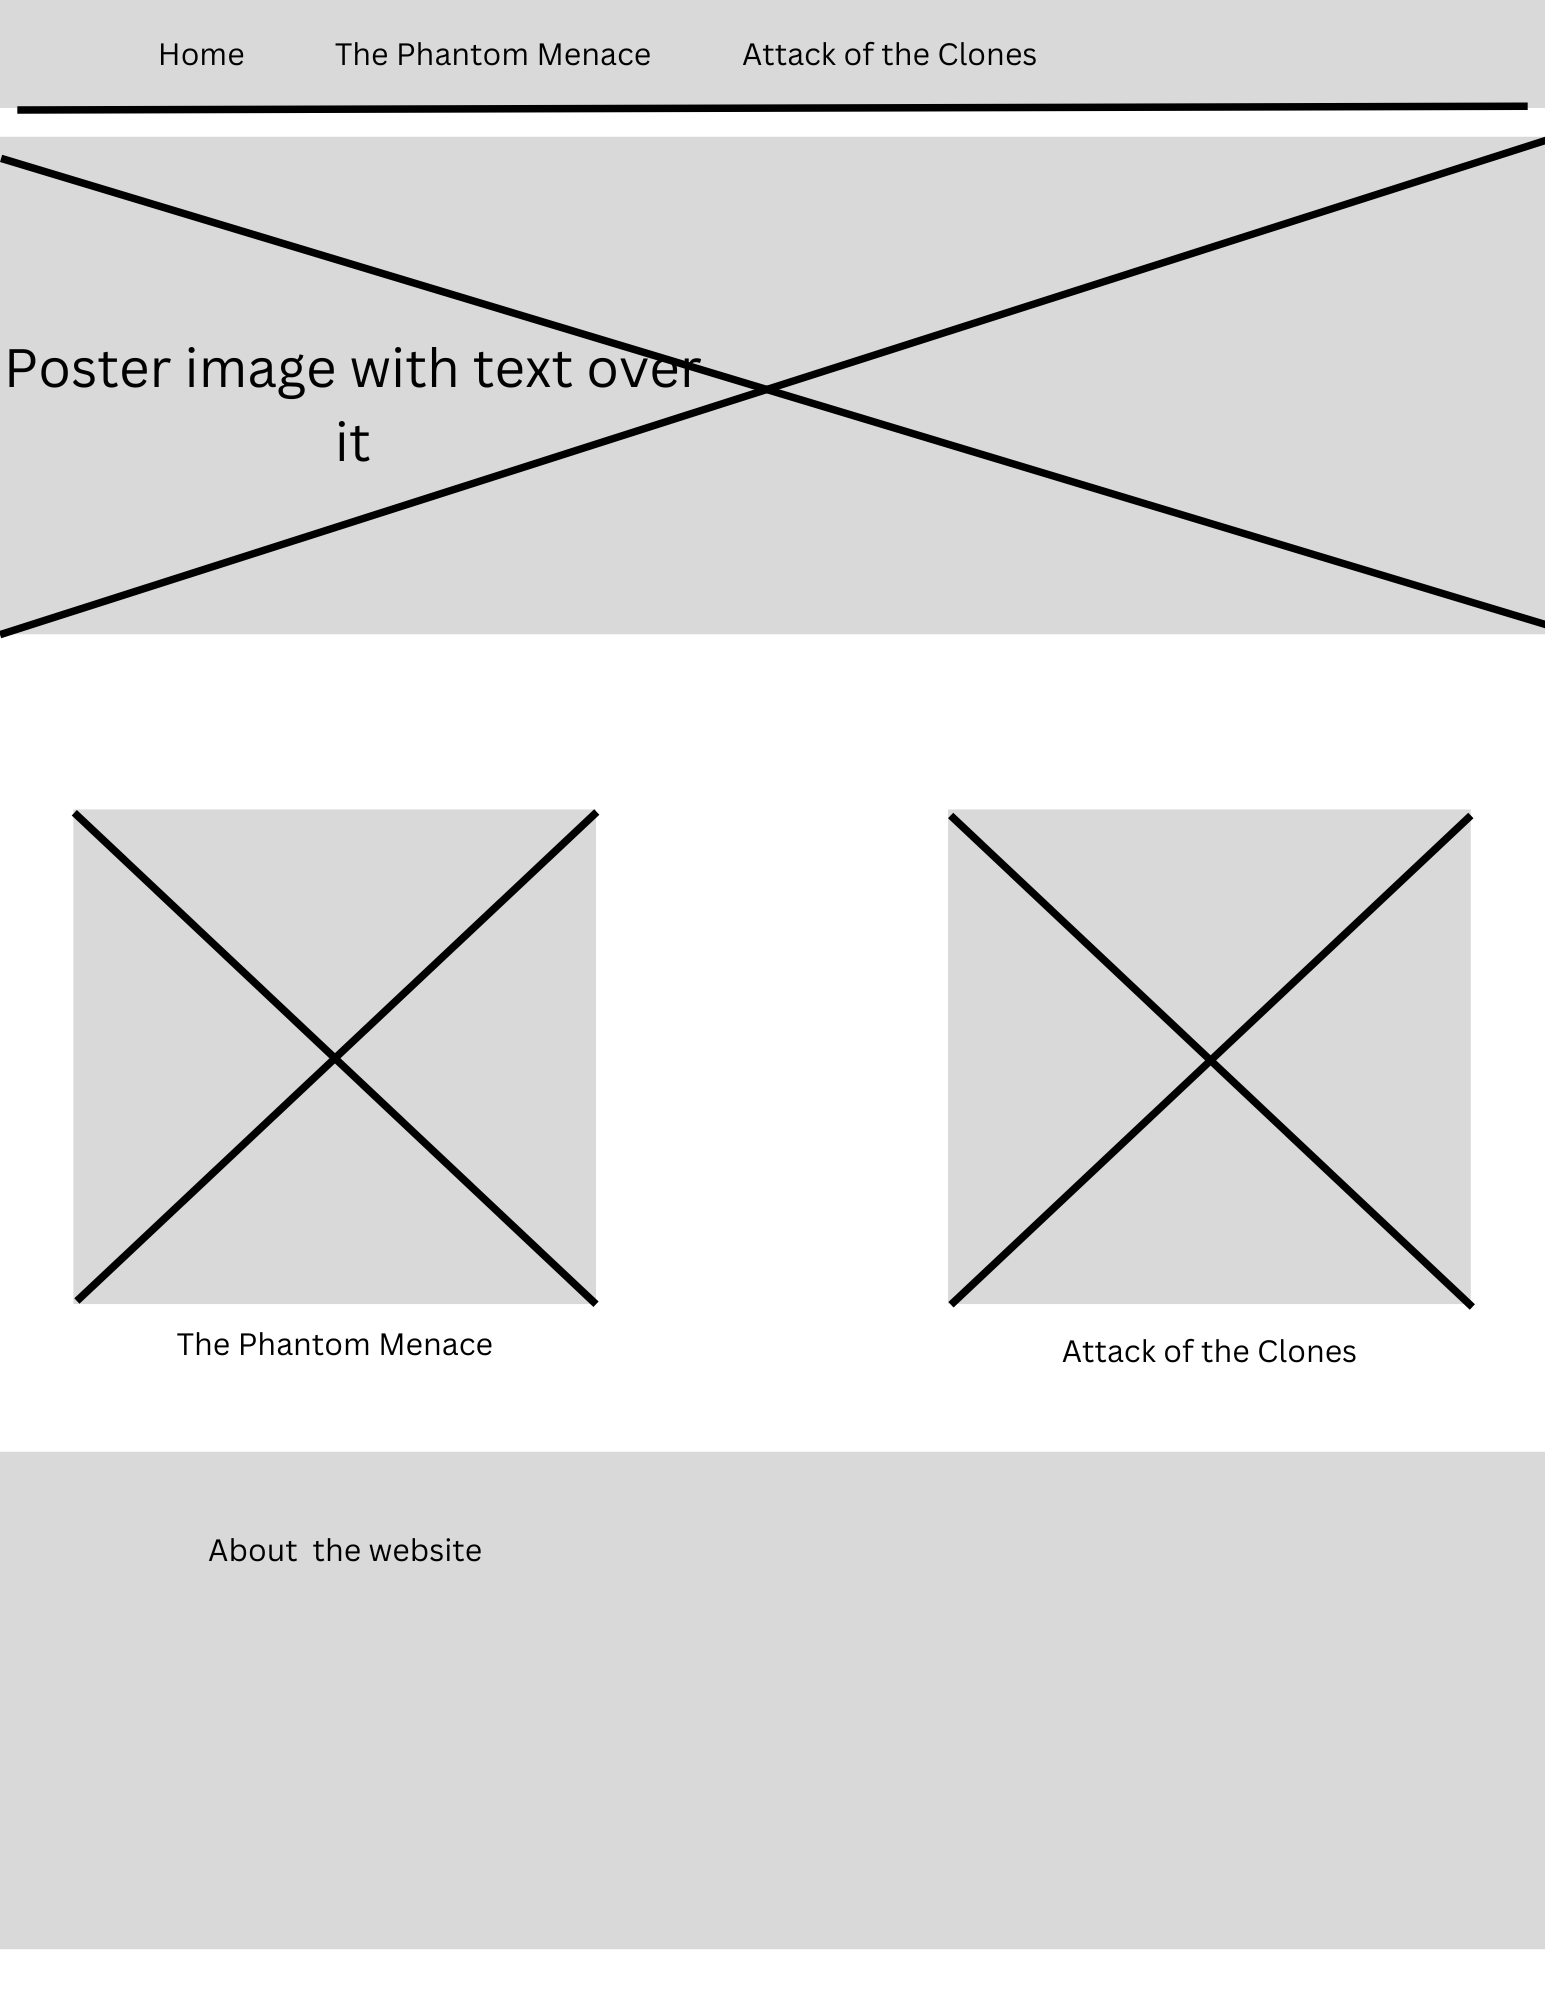 Home The Phantom Menace Attack of the Clones
Poster image with text over
it
The Phantom Menace
Attack of the Clones
About the website